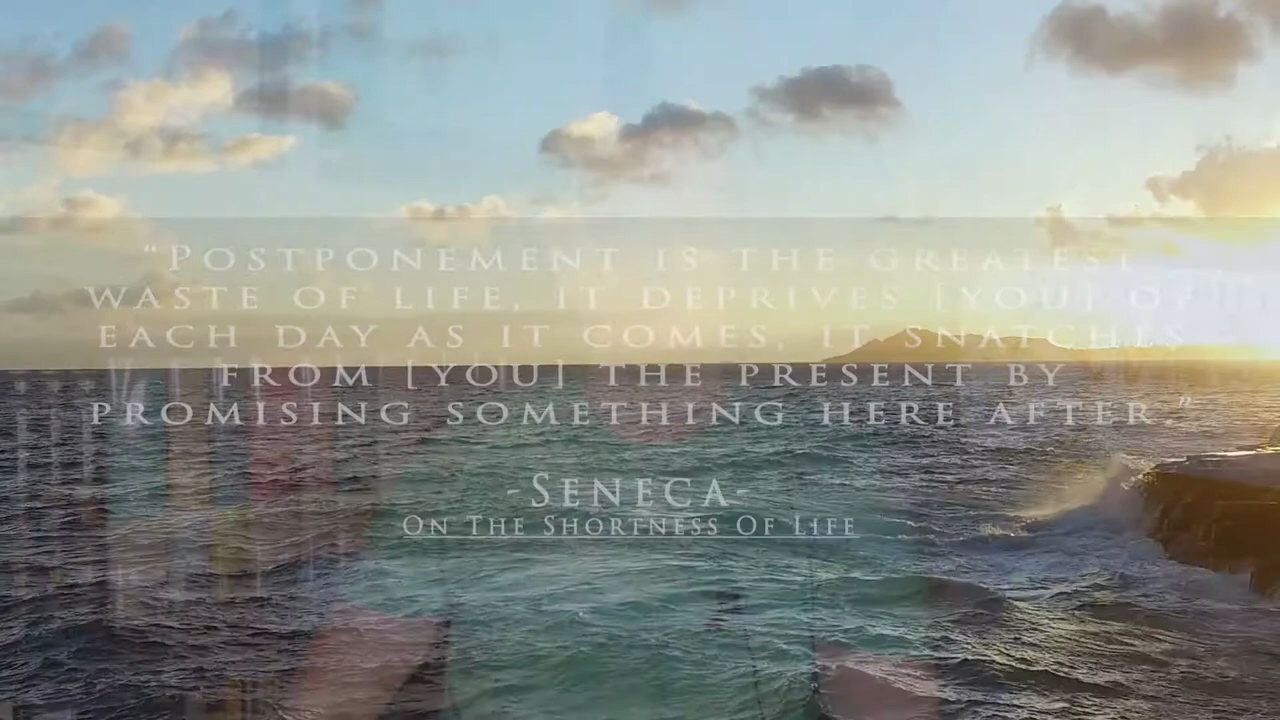 “Postponement is the greatest
waste of life, it deprives [you] of
each day as it comes, it snatches
from [you] the present by
promising something here after.”
-Seneca-
On The Shortness Of Life